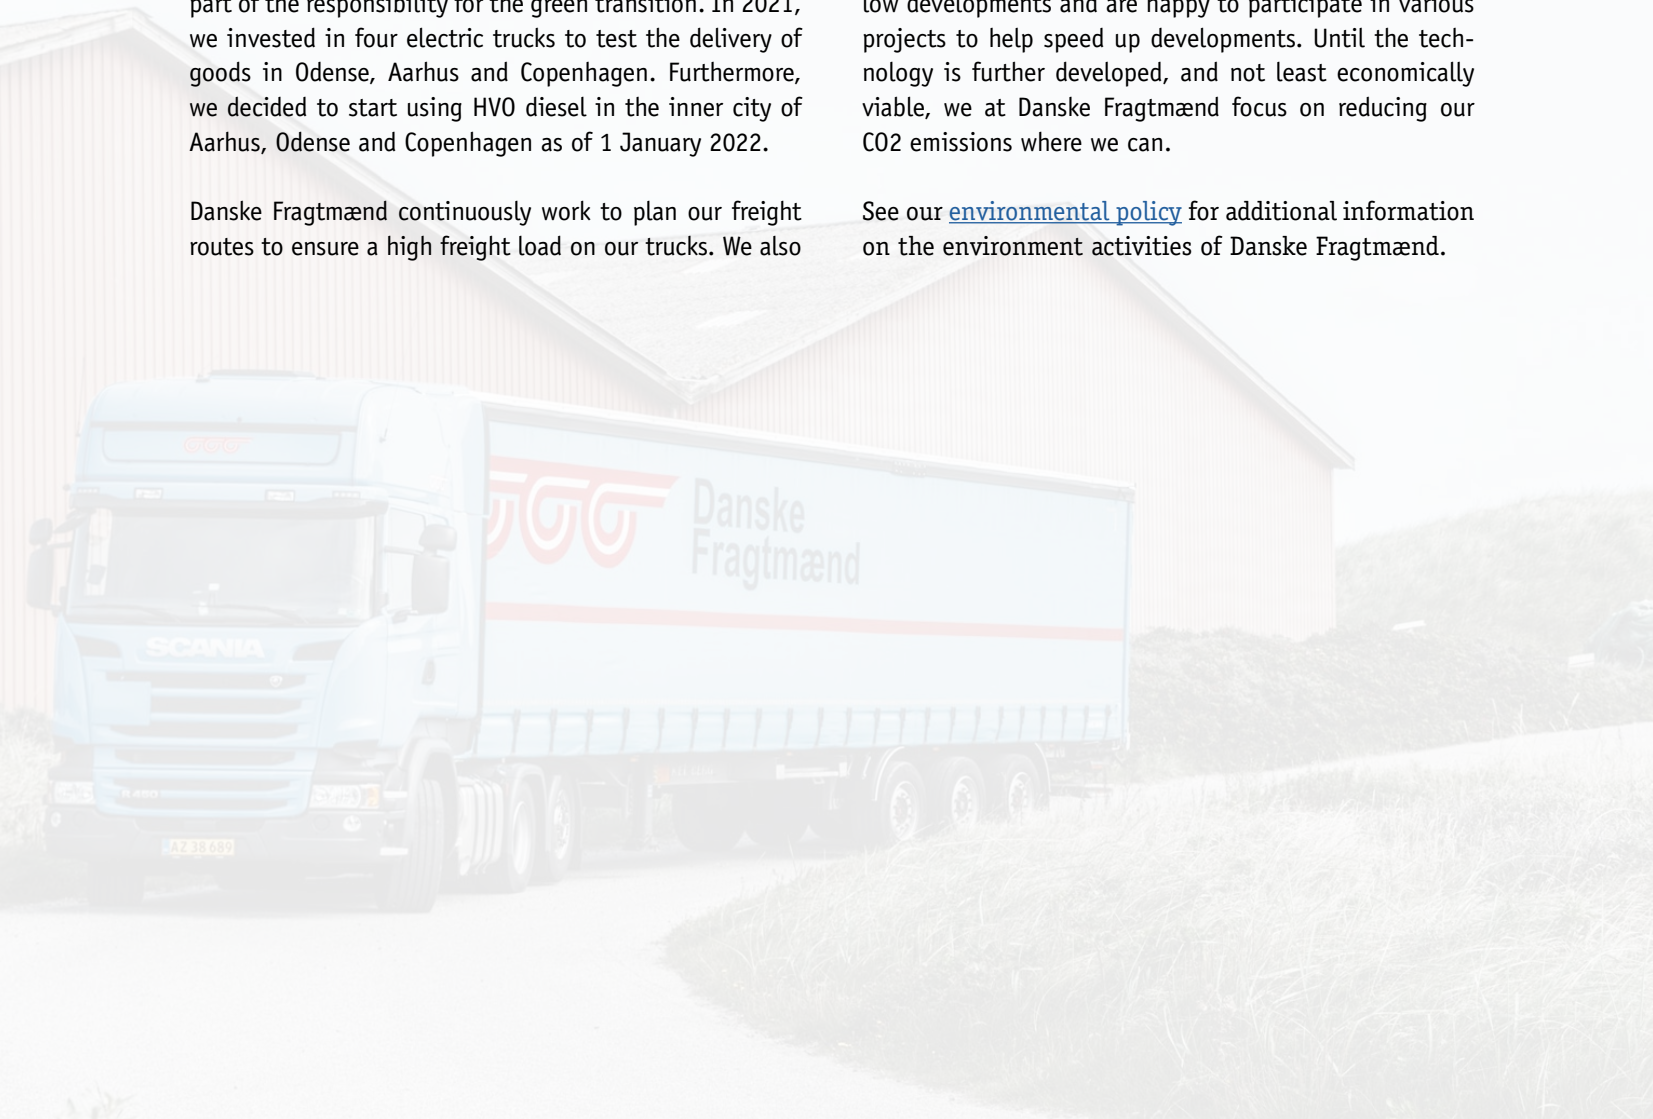 part of the responsibility for the green transition. In 2021,
we invested in four electric trucks to test the delivery of
goods in Odense, Aarhus and Copenhagen. Furthermore,
we decided to start using HVO diesel in the inner city of
Aarhus, Odense and Copenhagen as of 1 January 2022.
Danske Fragtmænd continuously work to plan our freight
routes to ensure a high freight load on our trucks. We also
low developments and are happy to participate in various
projects to help speed up developments. Until the tech-
nology is further developed, and not least economically
viable, we at Danske Fragtmænd focus on reducing our
CO2 emissions where we can.
See our environmental policy for additional information
on the environment activities of Danske Fragtmænd.
Danske
Fragtmænd
SCANIA
R 450
AZ 38 689